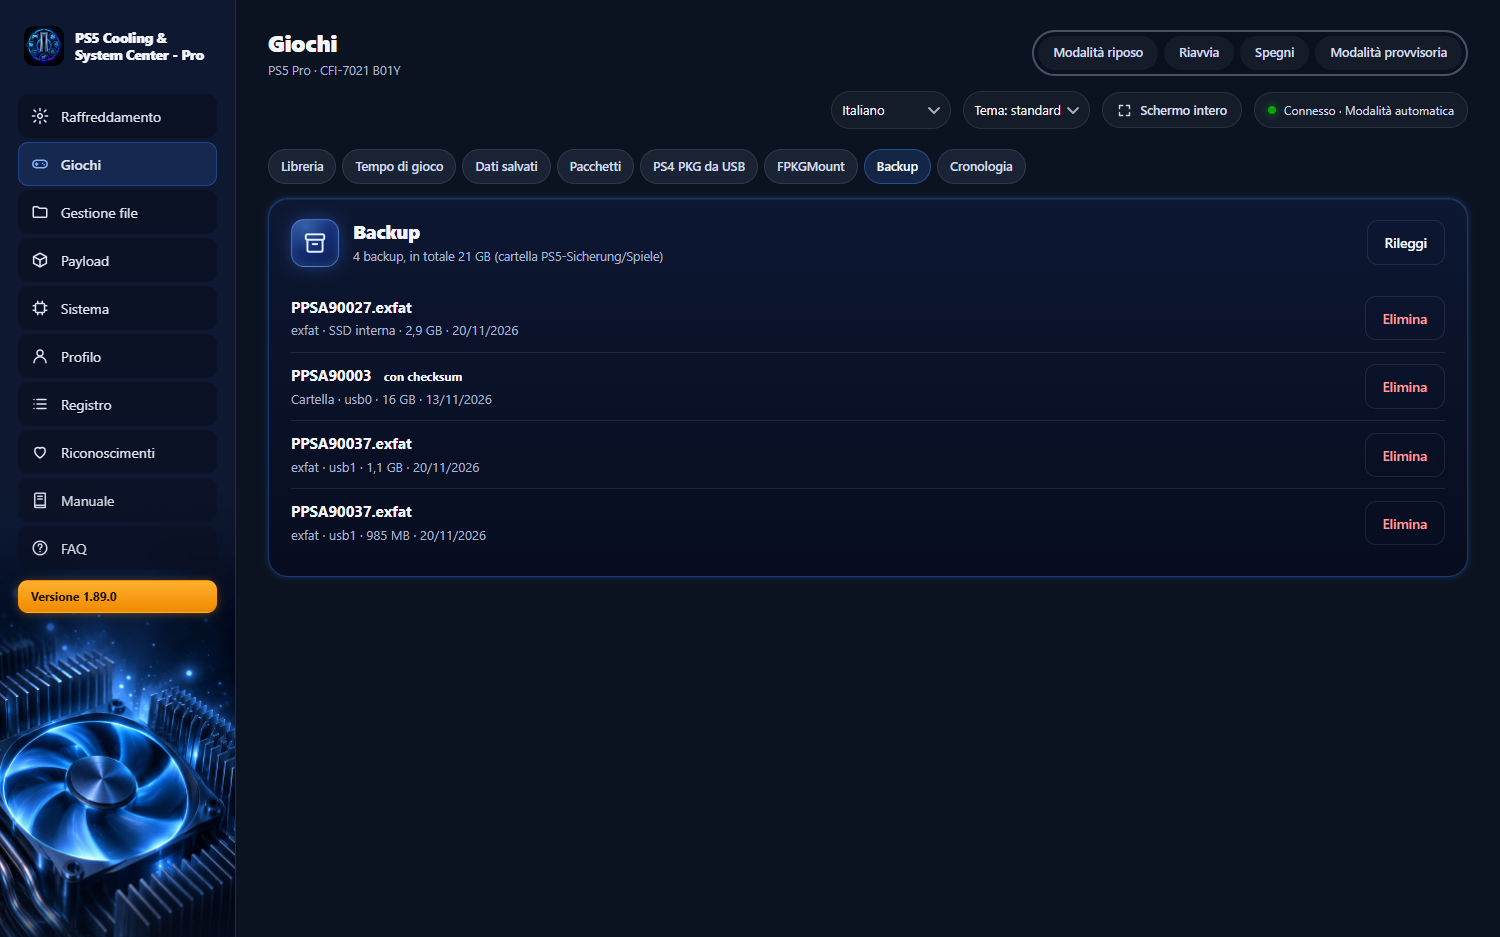 PS5 Cooling &
System Center - Pro
Raffreddamento
Giochi
Gestione file
Payload
Sistema
Profilo
Registro
Riconoscimenti
Manuale
FAQ
Versione 1.89.0
Giochi
PS5 Pro · CFI-7021 B01Y
Modalità riposo
Riavvia
Spegni
Modalità provvisoria
Italiano
Tema: standard
Schermo intero
Connesso · Modalità automatica
Libreria
Tempo di gioco
Dati salvati
Pacchetti
PS4 PKG da USB
FPKGMount
Backup
Cronologia
Backup
4 backup, in totale 21 GB (cartella PS5-Sicherung/Spiele)
Rileggi
PPSA90027.exfat
exfat · SSD interna · 2,9 GB · 20/11/2026
Elimina
PPSA90003 con checksum
Cartella · usb0 · 16 GB · 13/11/2026
Elimina
PPSA90037.exfat
exfat · usb1 · 1,1 GB · 20/11/2026
Elimina
PPSA90037.exfat
exfat · usb1 · 985 MB · 20/11/2026
Elimina